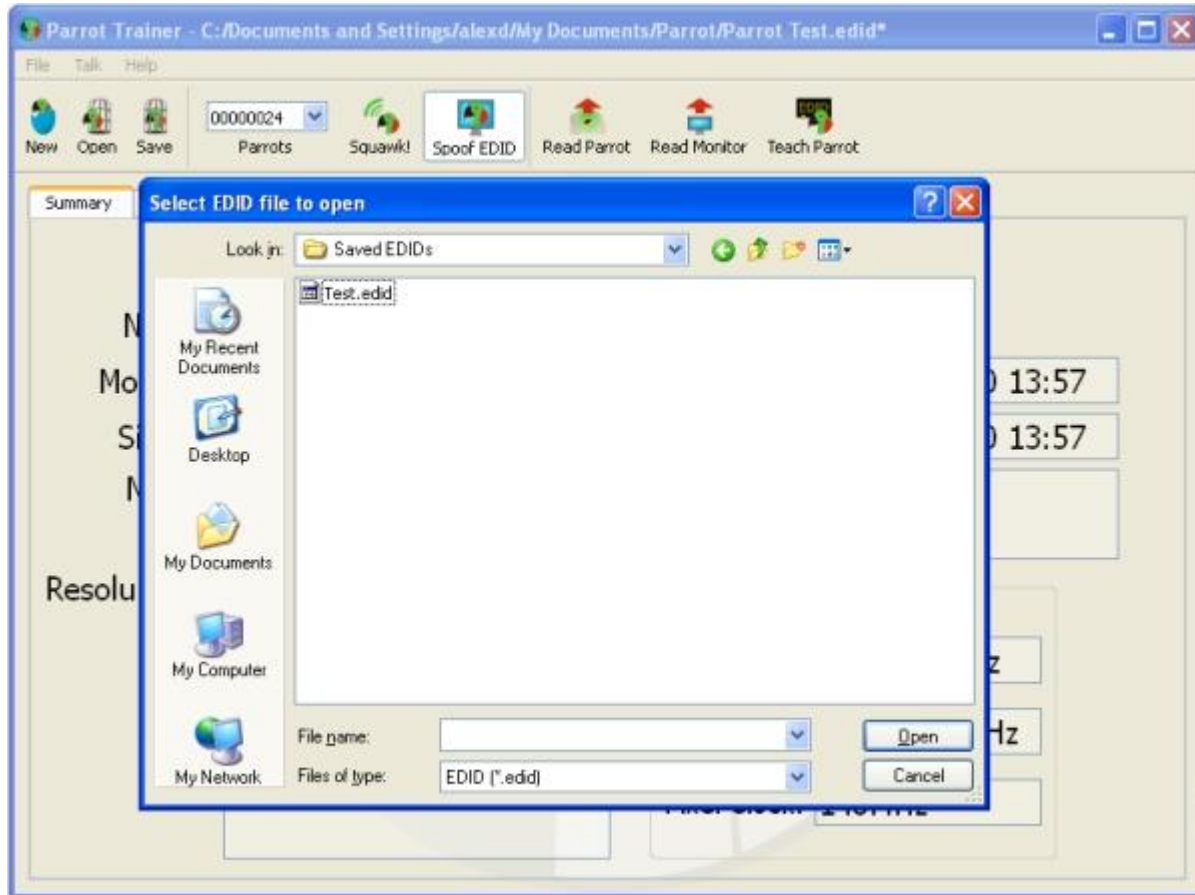 Parrot Trainer - C:/Documents and Settings/alexd/My Documents/Parrot/Parrot Test.edid*
File Talk Help
00000024
New Open Save Parrots Squawk! Spoof EDID Read Parrot Read Monitor Teach Parrot
Summary
Select EDID file to open
Look in: Saved EDIDs
Test.edid
My Recent
Documents
Desktop
My Documents
My Computer
My Network
N
Mo
13:57
Si
13:57
N
Resolu
z
Hz
File name:
Open
Files of type: EDID (*.edid)
Cancel